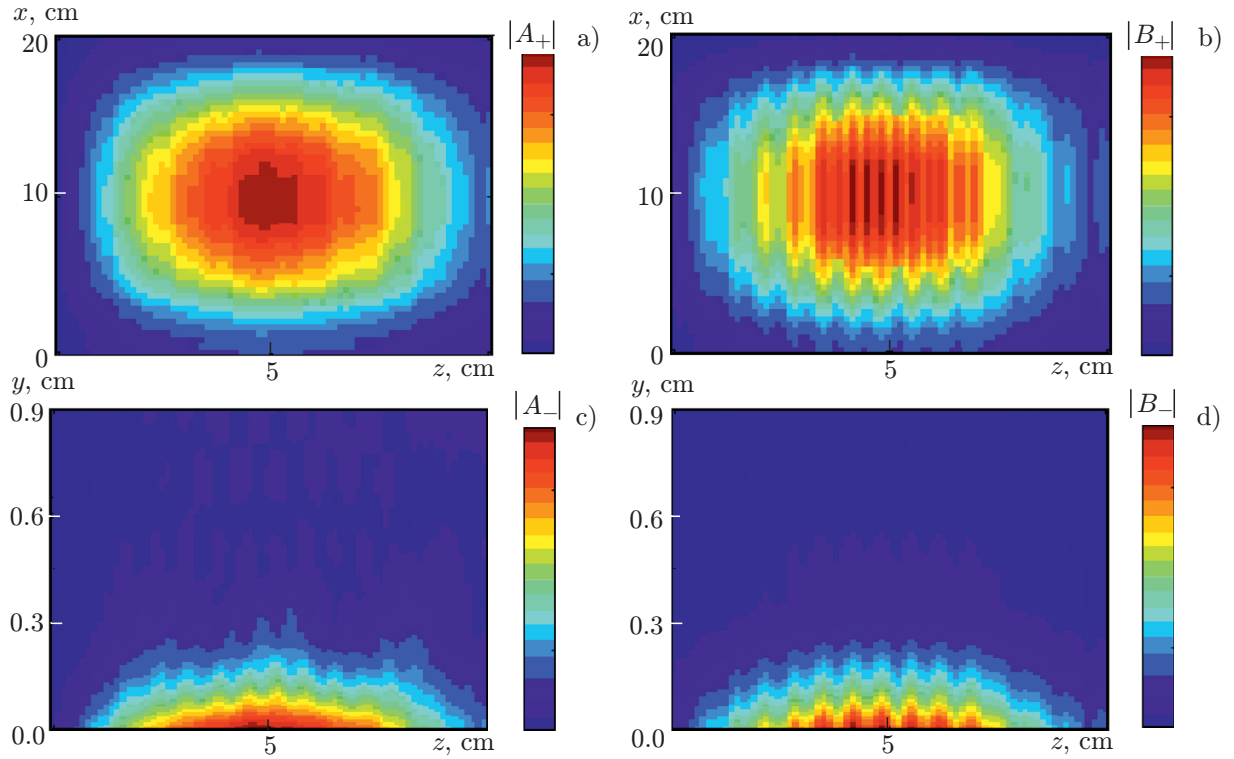 x, cm
20
10
0
5
z, cm
|A₊|
a)
x, cm
20
10
0
5
z, cm
|B₊|
b)
y, cm
0.9
0.6
0.3
0.0
5
z, cm
|A₋|
c)
y, cm
0.9
0.6
0.3
0.0
5
z, cm
|B₋|
d)